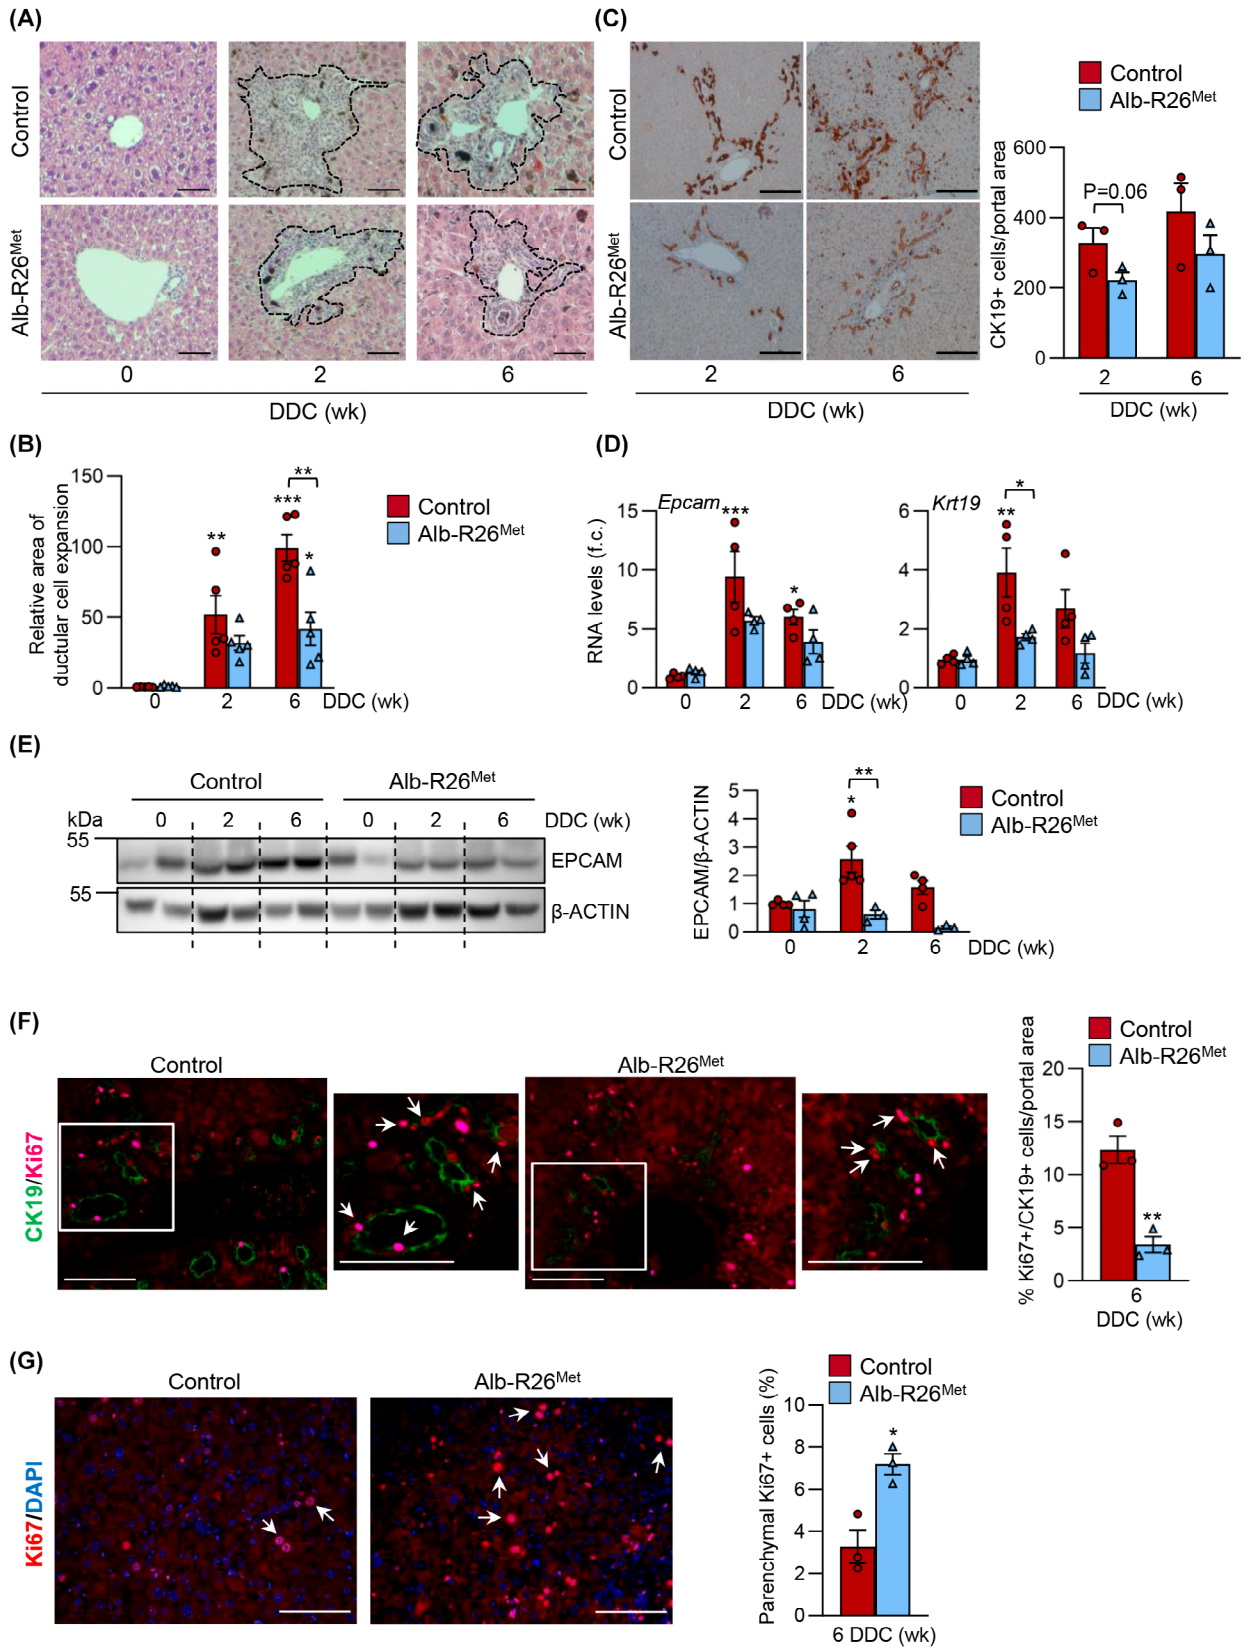 (A)
Control
Alb-R26Met
0
2
6
DDC (wk)
(C)
Control
Alb-R26Met
2
6
DDC (wk)
Control
Alb-R26Met
CK19+ cells/portal area
600
400
200
0
P=0.06
2
6
DDC (wk)
(B)
Relative area of
ductular cell expansion
150
100
50
0
**
***
**
*
0
2
6
DDC (wk)
Control
Alb-R26Met
(D)
RNA levels (f.c.)
Epcam
15
10
5
0
***
*
0
2
6
DDC (wk)
Krt19
6
4
2
0
**
*
0
2
6
DDC (wk)
(E)
Control
Alb-R26Met
kDa
0
2
6
0
2
6
DDC (wk)
55
EPCAM
55
β-ACTIN
EPCAM/β-ACTIN
5
4
3
2
1
0
*
**
0
2
6
DDC (wk)
Control
Alb-R26Met
(F)
CK19/Ki67
Control
Alb-R26Met
% Ki67+/CK19+ cells/portal area
Control
Alb-R26Met
20
15
10
5
0
**
6
DDC (wk)
(G)
Ki67/DAPI
Control
Alb-R26Met
Parenchymal Ki67+ cells (%)
Control
Alb-R26Met
10
8
6
4
2
0
*
6 DDC (wk)